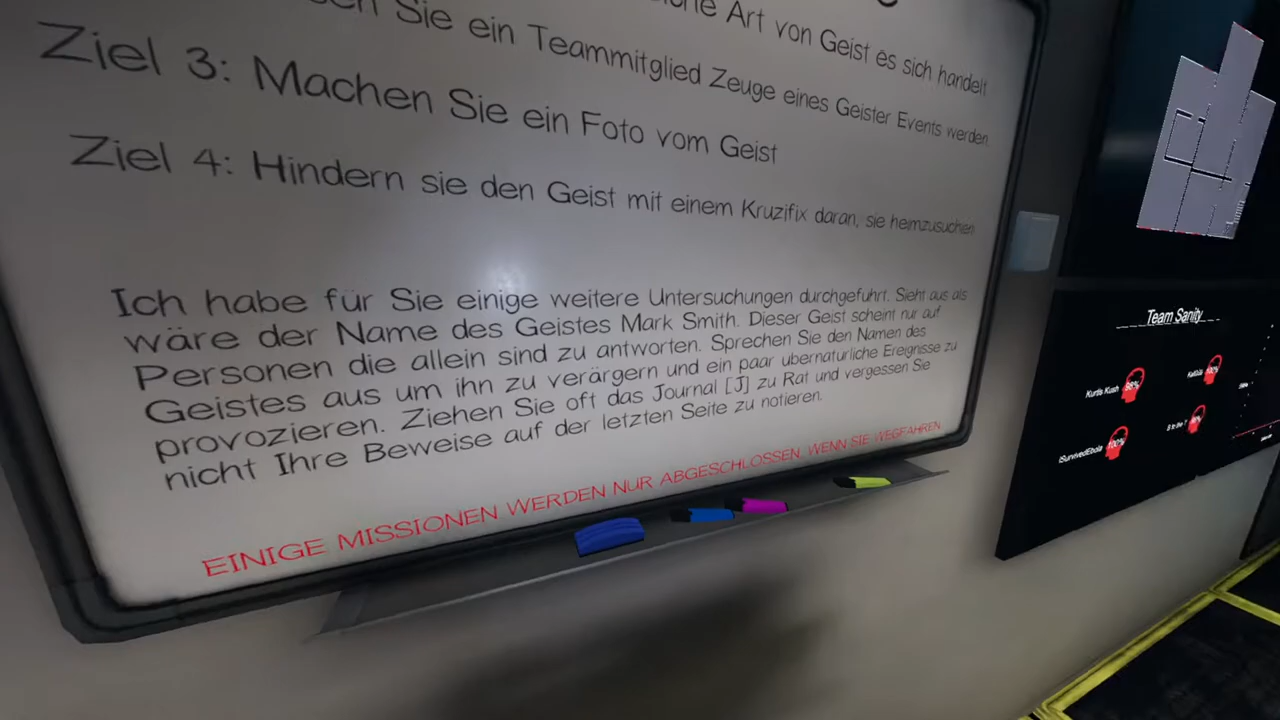 Art von Geist es sich handelt
Sie ein Teammitglied Zeuge eines Geister Events werden
Ziel 3: Machen Sie ein Foto vom Geist
Ziel 4: Hindern sie den Geist mit einem Kruzifix daran, sie heimzusuchen
Ich habe für Sie einige weitere Untersuchungen durchgeführt. Sieht aus als
wäre der Name des Geistes Mark Smith. Dieser Geist scheint nur auf
Personen die allein sind zu antworten. Sprechen Sie den Namen des
Geistes aus um ihn zu verärgern und ein paar übernatürliche Ereignisse zu
provozieren. Ziehen Sie oft das Journal [J] zu Rat und vergessen Sie
nicht Ihre Beweise auf der letzten Seite zu notieren.
EINIGE MISSIONEN WERDEN NUR ABGESCHLOSSEN, WENN SIE WEGFAHREN
Team Sanity
Kurtis Kush
iSurvivedEbola 100%